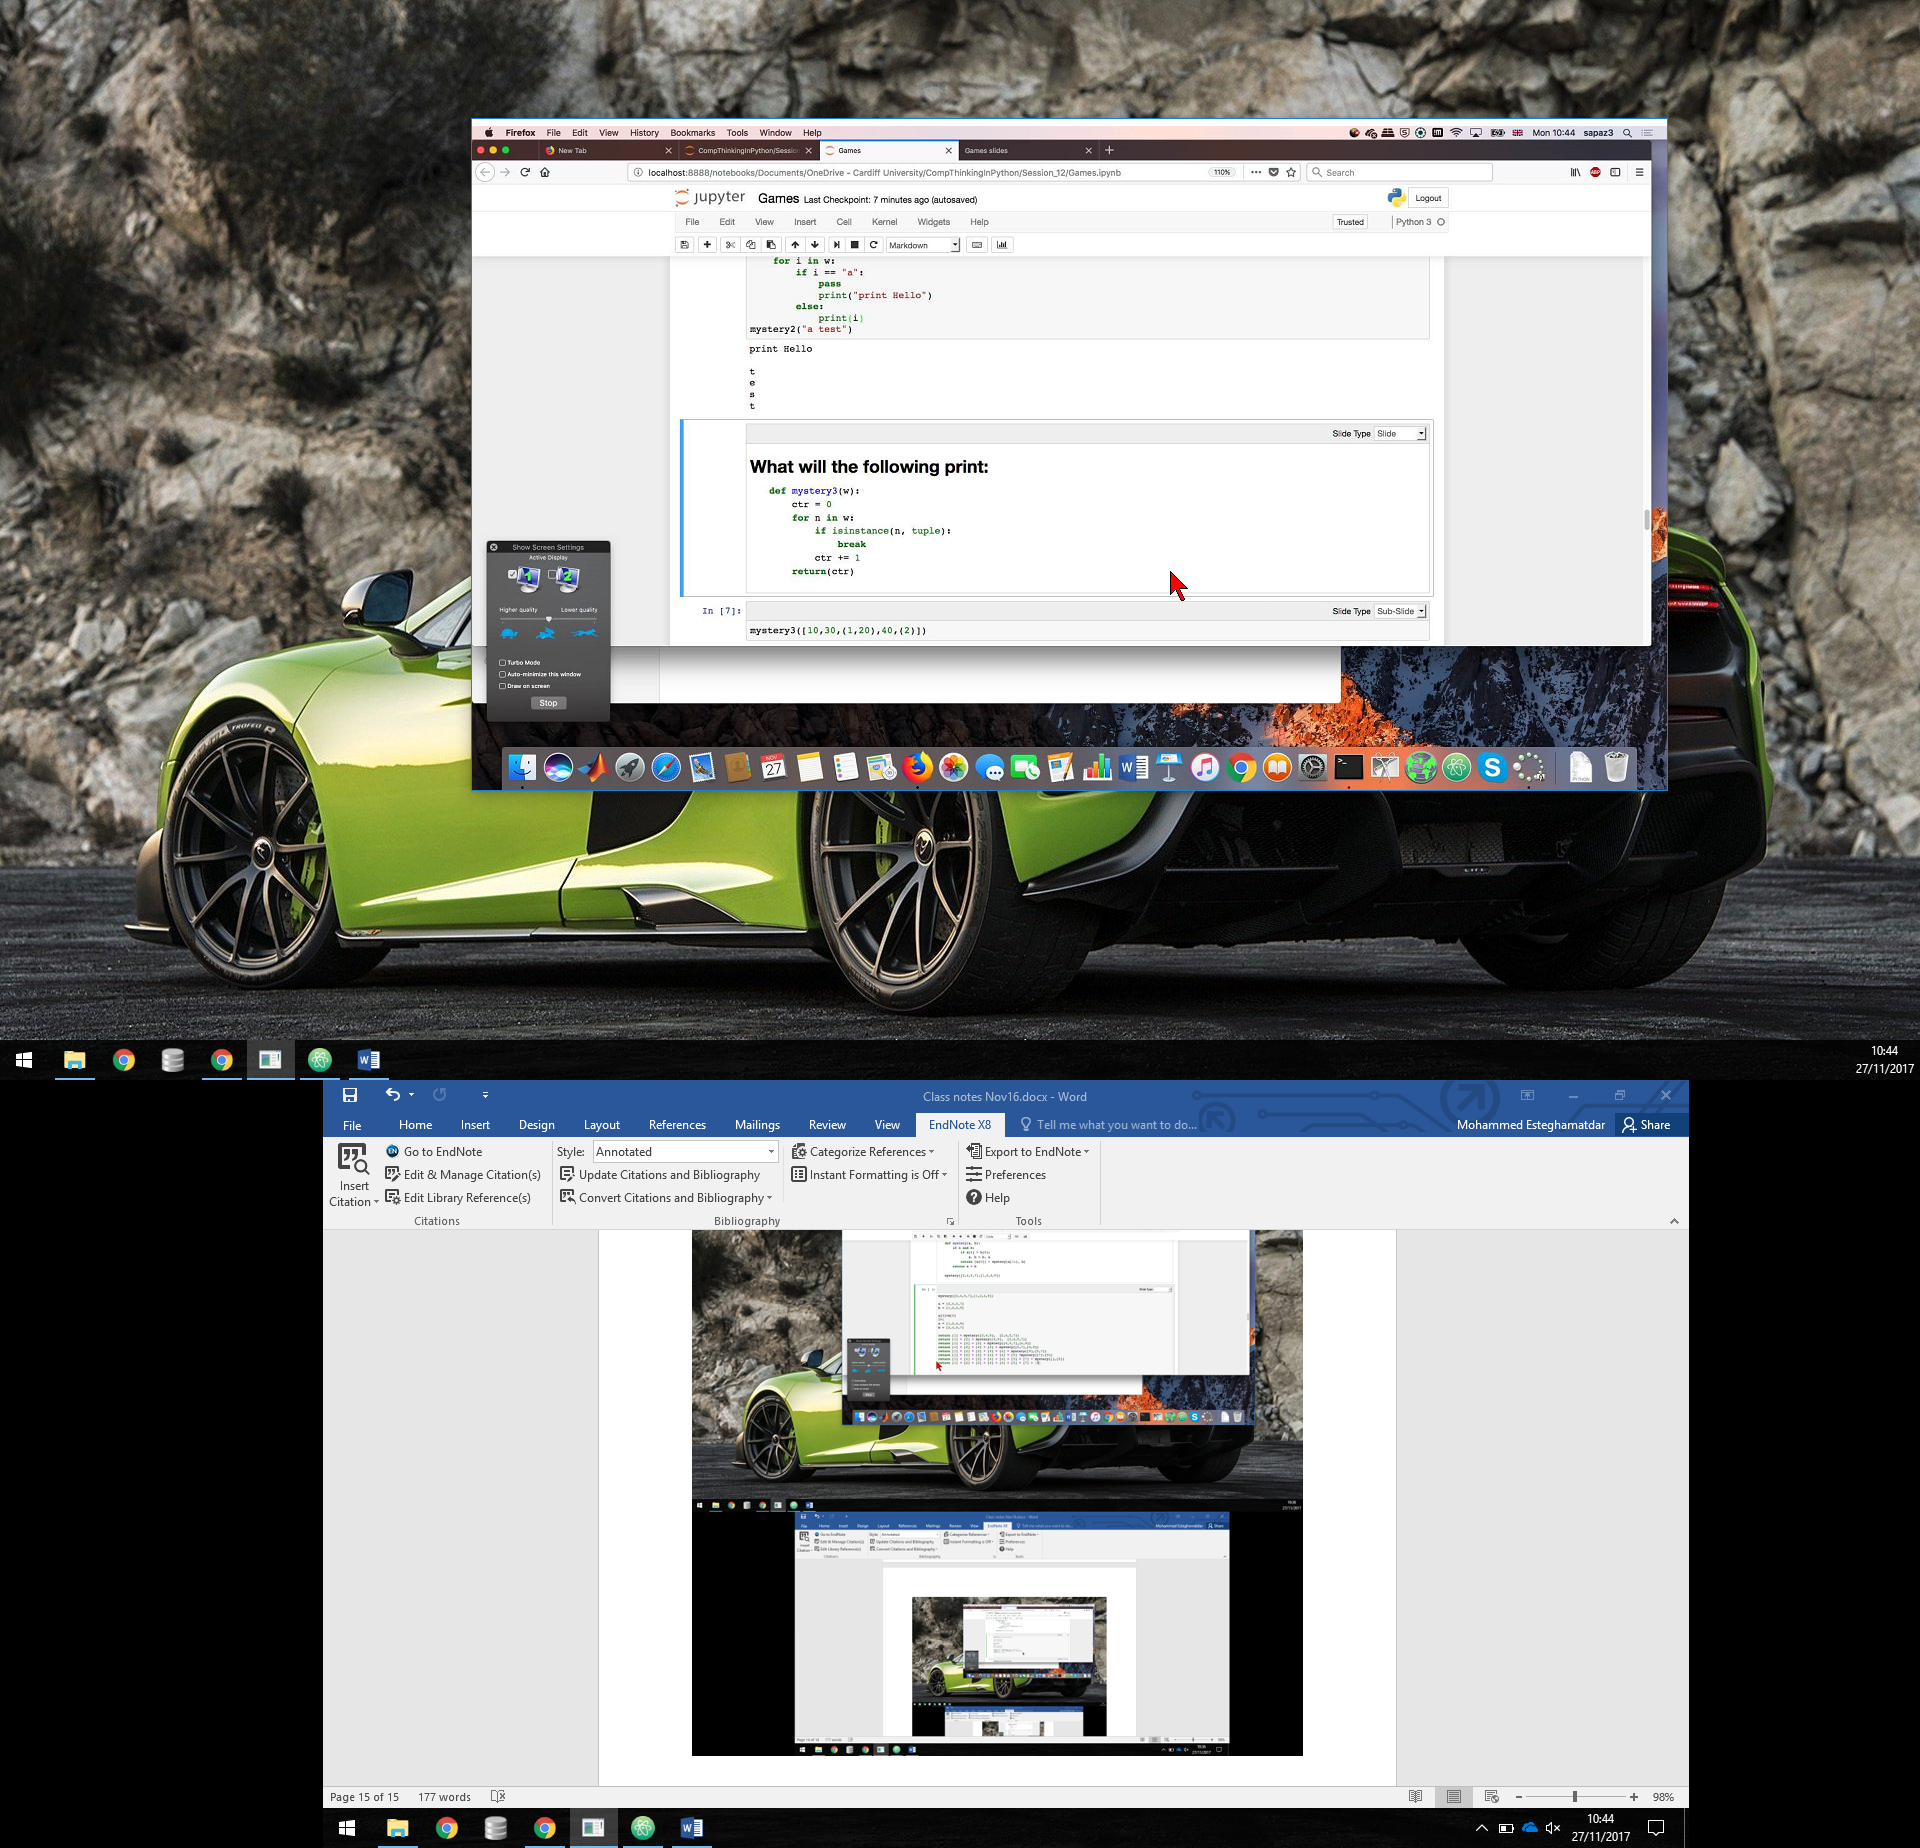 Firefox File Edit View History Bookmarks Tools Window Help
Mon 10:44 sapaz3
New Tab
CompThinkingInPython/Session
Games
Games slides
localhost:8888/notebooks/Documents/OneDrive - Cardiff University/CompThinkingInPython/Session_12/Games.ipynb
110%
Search
jupyter Games Last Checkpoint: 7 minutes ago (autosaved)
Logout
File Edit View Insert Cell Kernel Widgets Help
Trusted
Python 3
Markdown
for i in w:
if i == "a":
pass
print("print Hello")
else:
print(i)
mystery2("a test")
print Hello
t
e
s
t
Slide Type Slide
What will the following print:
def mystery3(w):
ctr = 0
for n in w:
if isinstance(n, tuple):
break
ctr += 1
return(ctr)
In [7]:
Slide Type Sub-Slide
mystery3([10,30,(1,20),40,(2)])
Show Screen Settings
Active Display
1 2
Higher quality Lower quality
Turbo Mode
Auto-minimize this window
Draw on screen
Stop
NOV
27
10:44
27/11/2017
Class notes Nov16.docx - Word
File Home Insert Design Layout References Mailings Review View EndNote X8 Tell me what you want to do...
Mohammed Esteghamatdar Share
Insert
Citation
Go to EndNote
Edit & Manage Citation(s)
Edit Library Reference(s)
Citations
Style: Annotated
Update Citations and Bibliography
Convert Citations and Bibliography
Bibliography
Categorize References
Instant Formatting is Off
Export to EndNote
Preferences
Help
Tools
Page 15 of 15 177 words
98%
10:44
27/11/2017